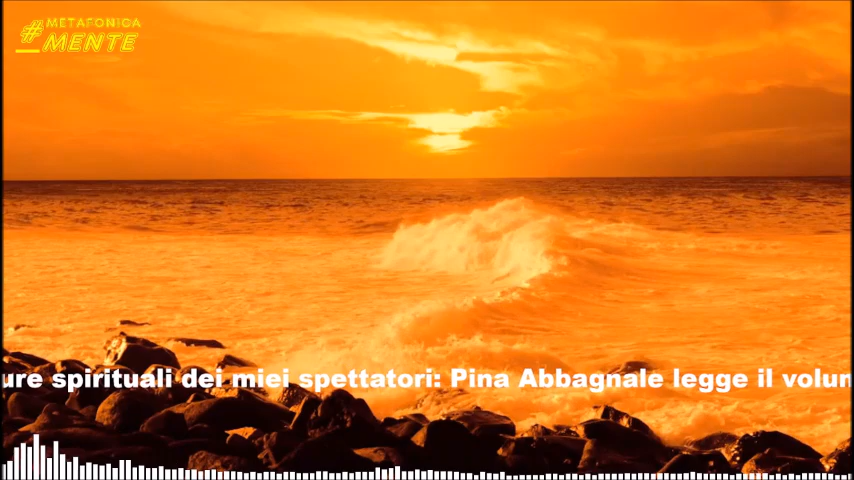 #METAFONICA
MENTE
ure spirituali dei miei spettatori: Pina Abbagnale legge il volum